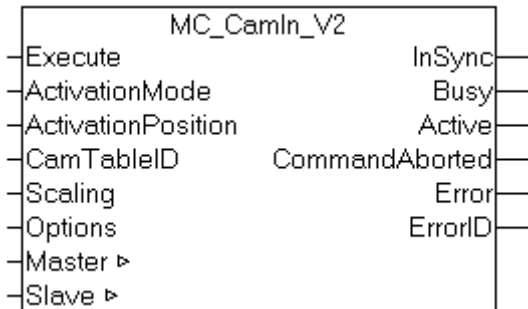 MC_CamIn_V2
Execute InSync
ActivationMode Busy
ActivationPosition Active
CamTableID CommandAborted
Scaling Error
Options ErrorID
Master
Slave